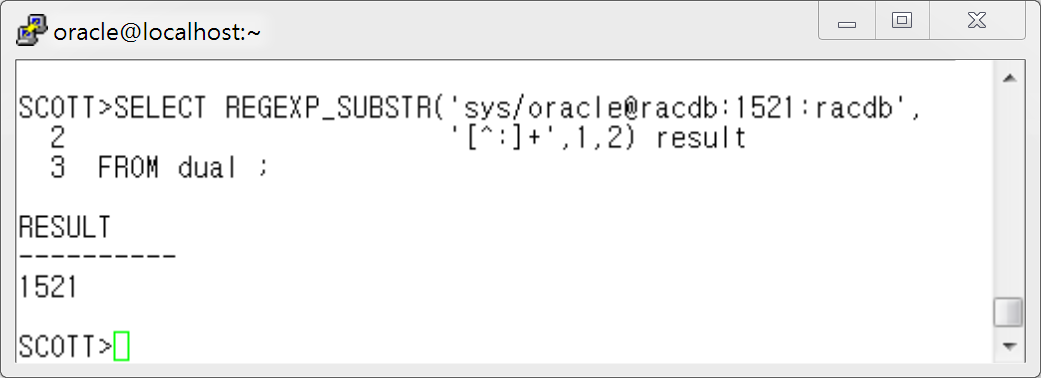 oracle@localhost:~
SCOTT>SELECT REGEXP_SUBSTR('sys/oracle@racdb:1521:racdb',
  2                         '[^:]+',1,2) result
  3  FROM dual ;
RESULT
----------
1521
SCOTT>